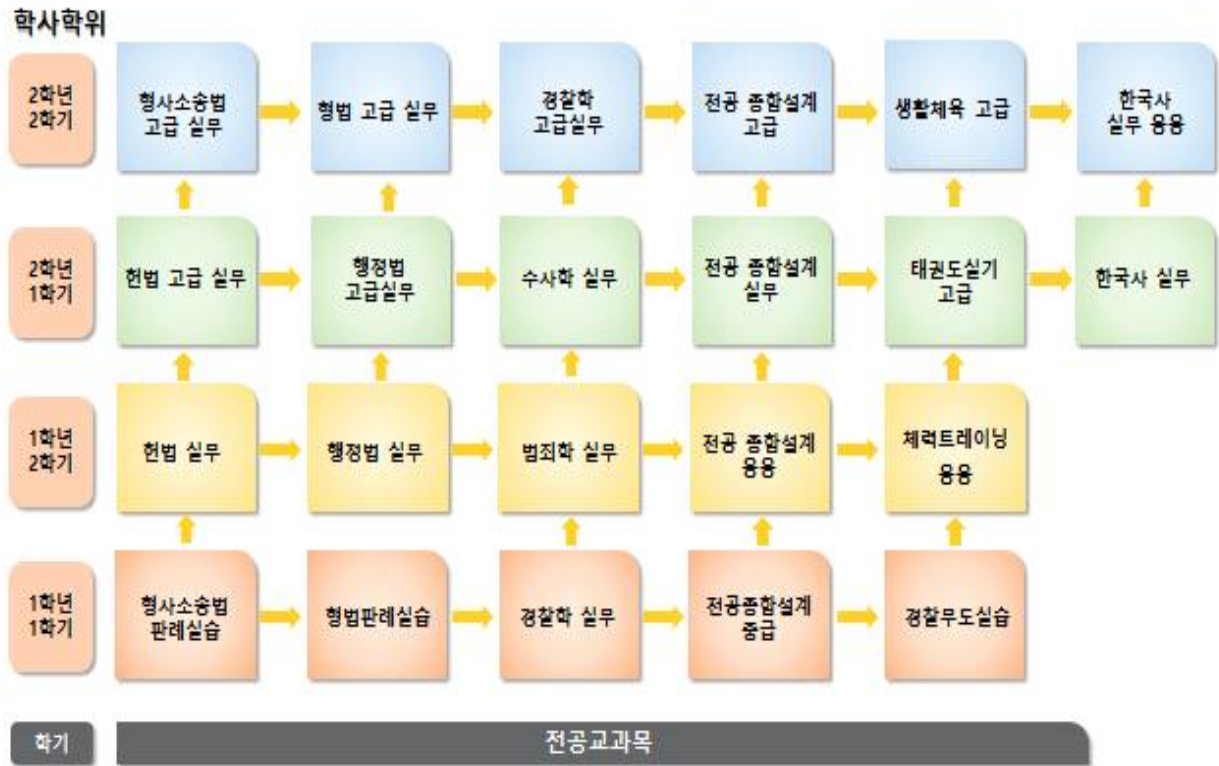 학사학위
2학년
2학기
형사소송법
고급 실무
형법 고급 실무
경찰학
고급실무
전공 종합설계
고급
생활체육 고급
한국사
실무 응용
2학년
1학기
헌법 고급 실무
행정법
고급실무
수사학 실무
전공 종합설계
실무
태권도실기
고급
한국사 실무
1학년
2학기
헌법 실무
행정법 실무
범죄학 실무
전공 종합설계
응용
체력트레이닝
응용
1학년
1학기
형사소송법
판례실습
형법판례실습
경찰학 실무
전공종합설계
중급
경찰무도실습
학기
전공교과목